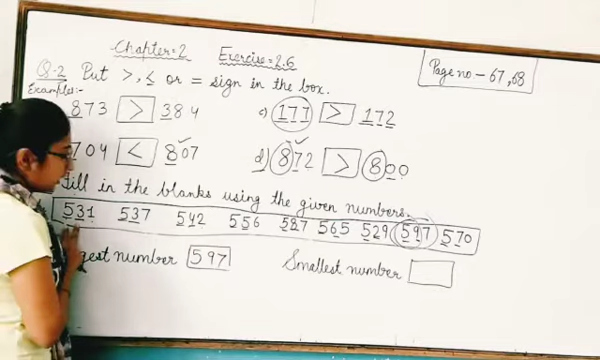 Chapter=2 Exercise=2.6
Page no - 67,68
Q-2 Put >, < or = sign in the box.
Examples:-
873 > 384 c) 177 > 172
704 < 807 d) 872 > 800
Fill in the blanks using the given numbers.
531 537 542 556 587 565 529 597 570
gest number 597 Smallest number